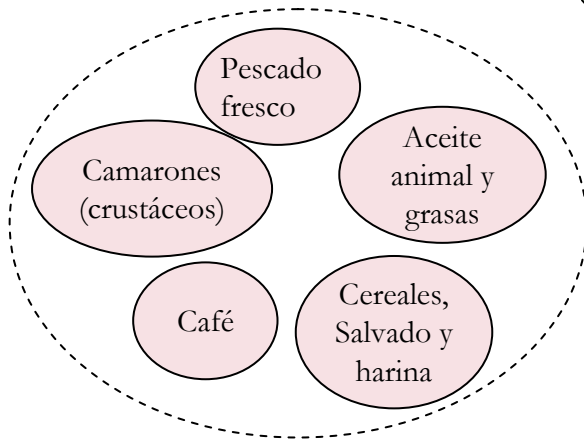 Pescado
fresco
Aceite
animal y
grasas
Camarones
(crustáceos)
Café
Cereales,
Salvado y
harina